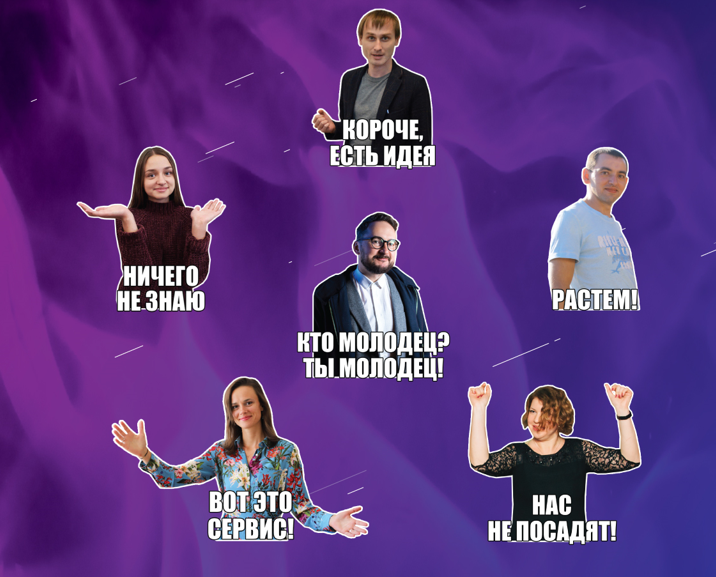 КОРОЧЕ,
ЕСТЬ ИДЕЯ
НИЧЕГО
НЕ ЗНАЮ
РАСТЕМ!
КТО МОЛОДЕЦ?
ТЫ МОЛОДЕЦ!
ВОТ ЭТО
СЕРВИС!
НАС
НЕ ПОСАДЯТ!